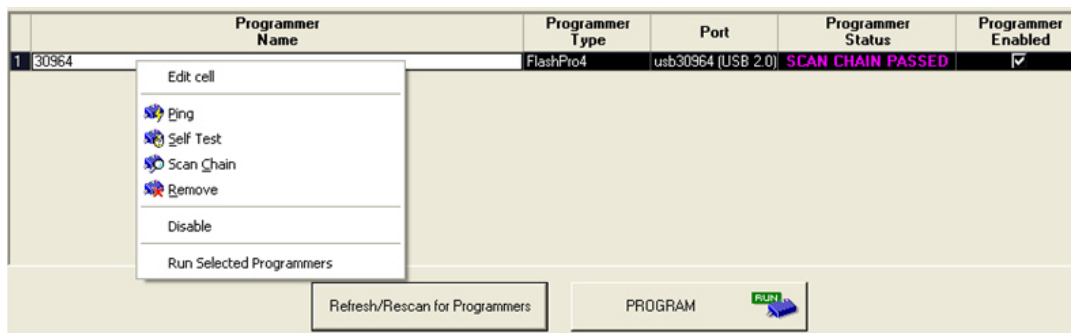 Programmer Name
Programmer Type
Port
Programmer Status
Programmer Enabled
1 30964 FlashPro4 usb30964 (USB 2.0) SCAN CHAIN PASSED
Edit cell
Ping
Self Test
Scan Chain
Remove
Disable
Run Selected Programmers
Refresh/Rescan for Programmers
PROGRAM RUN